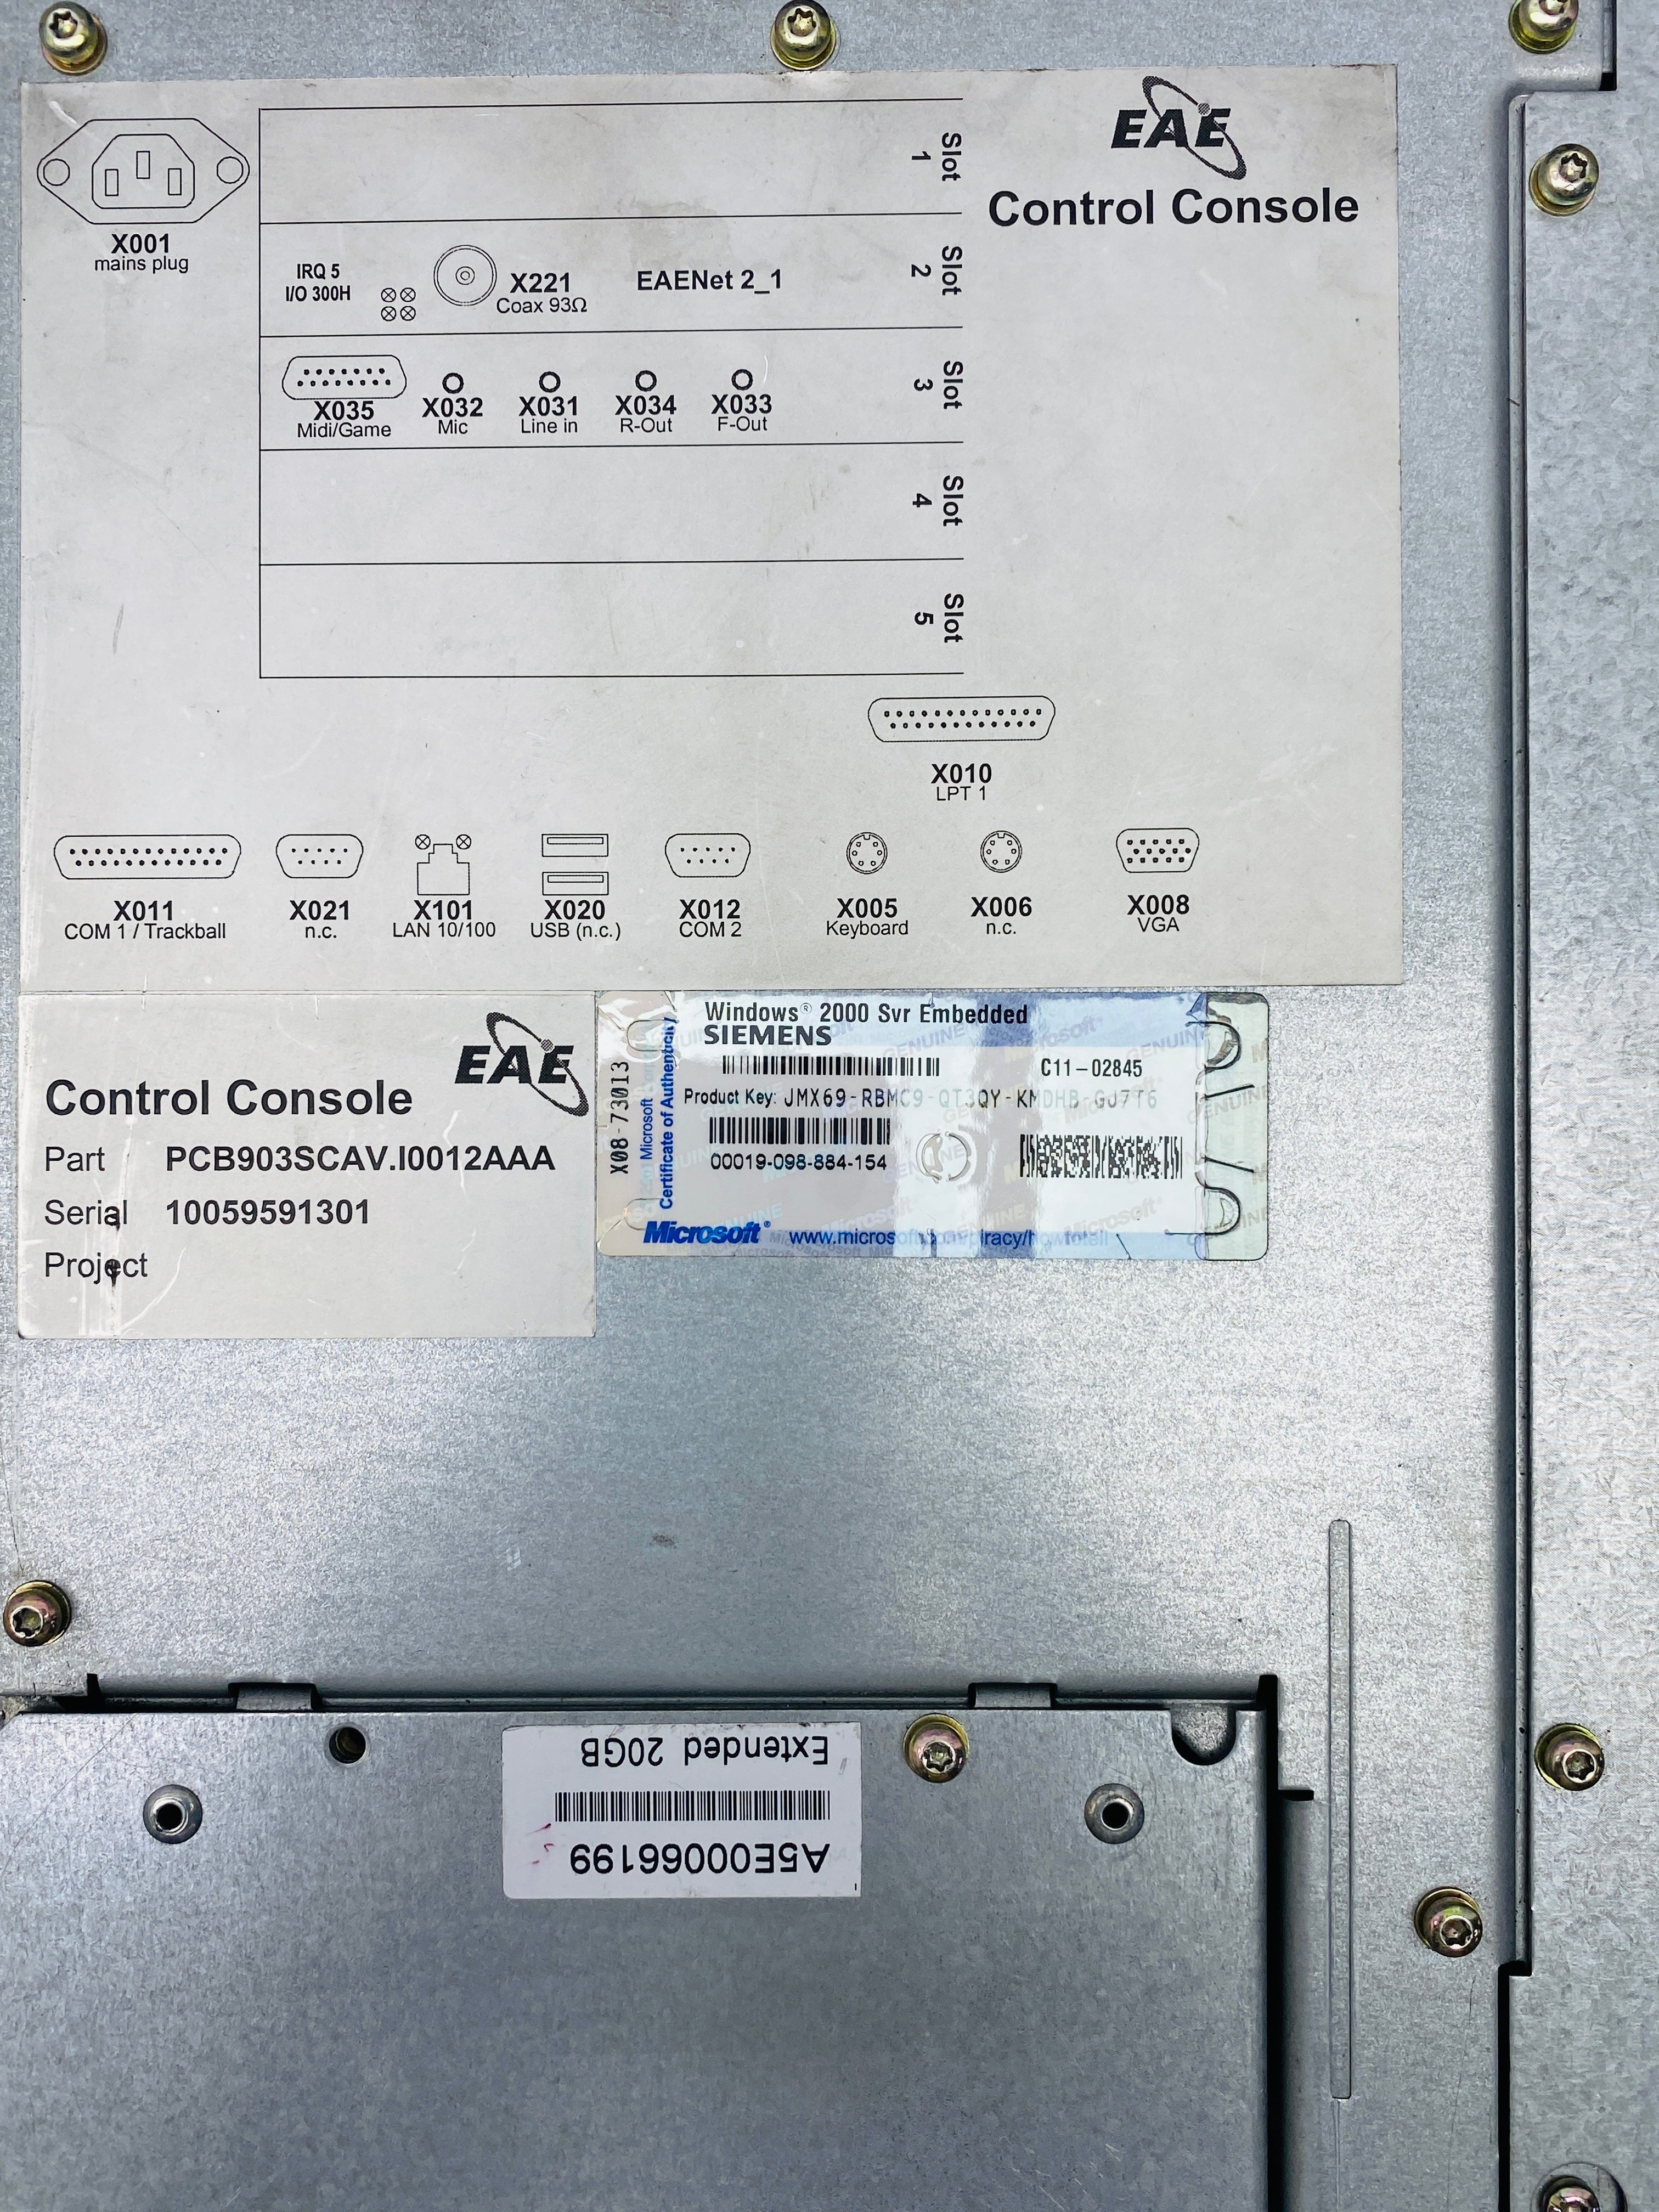 EAE
Control Console
X001
mains plug
Slot 1
IRQ 5
I/O 300H
X221
Coax 93Ω
EAENet 2_1
Slot 2
X035
Midi/Game
X032
Mic
X031
Line in
X034
R-Out
X033
F-Out
Slot 3
Slot 4
Slot 5
X010
LPT 1
X011
COM 1 / Trackball
X021
n.c.
X101
LAN 10/100
X020
USB (n.c.)
X012
COM 2
X005
Keyboard
X006
n.c.
X008
VGA
EAE
Control Console
Part PCB903SCAV.I0012AAA
Serial 10059591301
Project
X08-73013
Microsoft
Certificate of Authenticity
Windows® 2000 Svr Embedded
SIEMENS
C11-02845
Product Key: JMX69-RBMC9-QT3QY-KMDHB-GJ7T6
00019-098-884-154
Microsoft®
Extended 20GB
A5E00066199